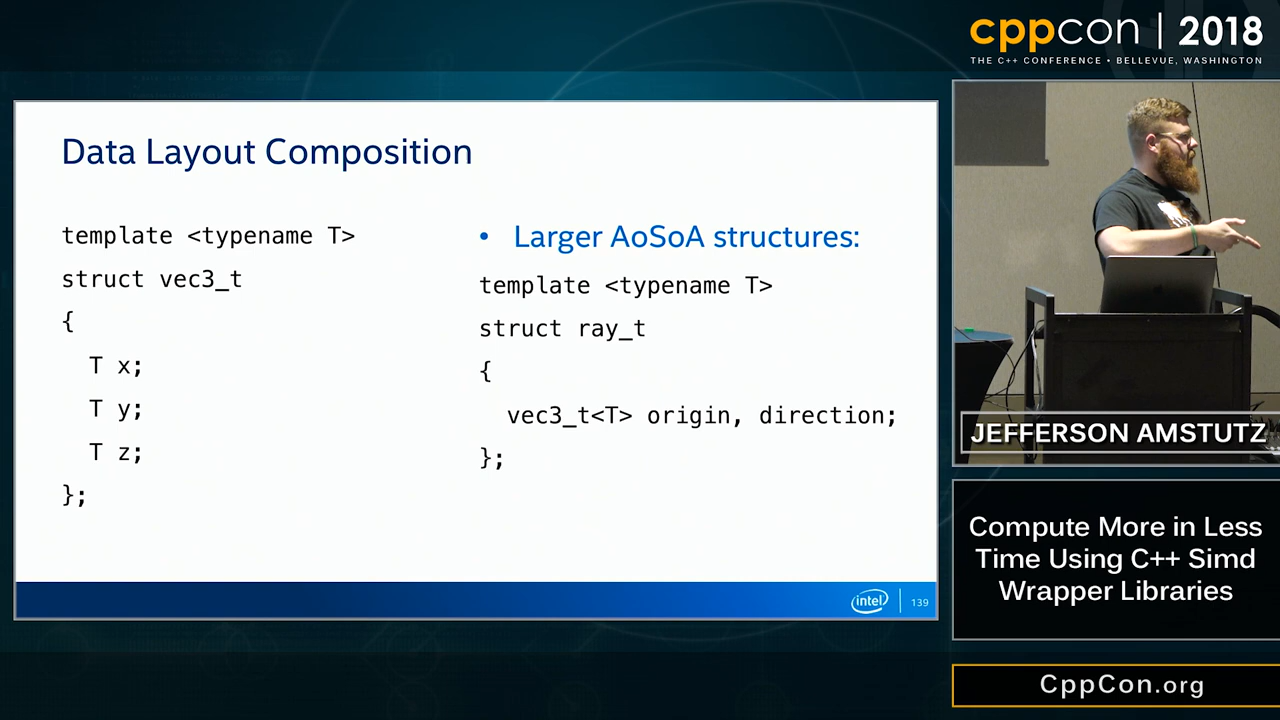 cppcon | 2018
THE C++ CONFERENCE • BELLEVUE, WASHINGTON
Data Layout Composition
template <typename T>
struct vec3_t
{
T x;
T y;
T z;
};
• Larger AoSoA structures:
template <typename T>
struct ray_t
{
vec3_t<T> origin, direction;
};
intel
139
JEFFERSON AMSTUTZ
Compute More in Less
Time Using C++ Simd
Wrapper Libraries
CppCon.org